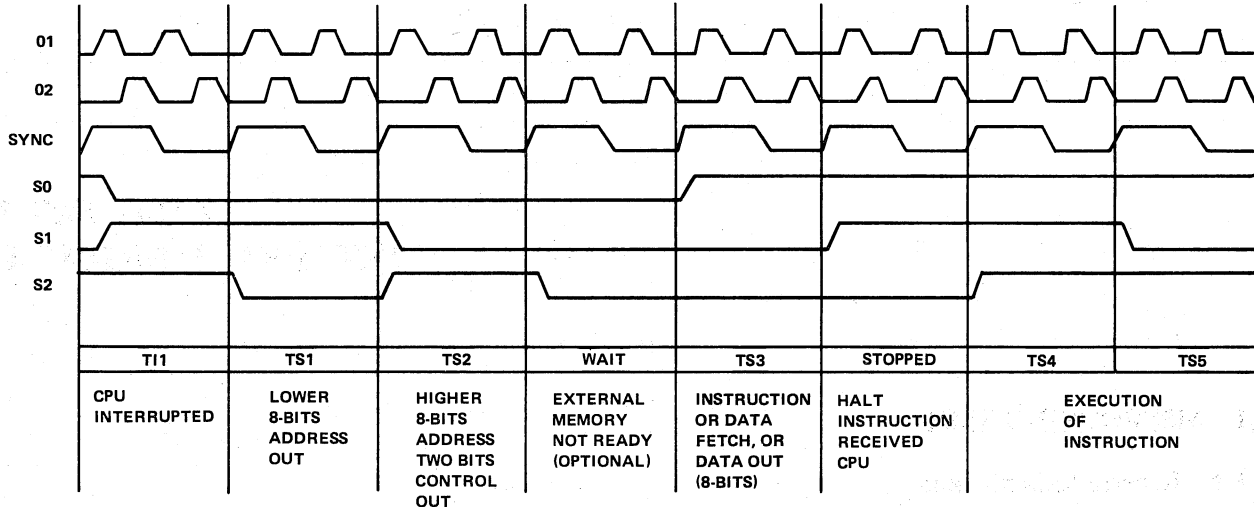 01
02
SYNC
S0
S1
S2
TI1 TS1 TS2 WAIT TS3 STOPPED TS4 TS5
CPU
INTERRUPTED
LOWER
8-BITS
ADDRESS
OUT
HIGHER
8-BITS
ADDRESS
TWO BITS
CONTROL
OUT
EXTERNAL
MEMORY
NOT READY
(OPTIONAL)
INSTRUCTION
OR DATA
FETCH, OR
DATA OUT
(8-BITS)
HALT
INSTRUCTION
RECEIVED
CPU
EXECUTION
OF
INSTRUCTION